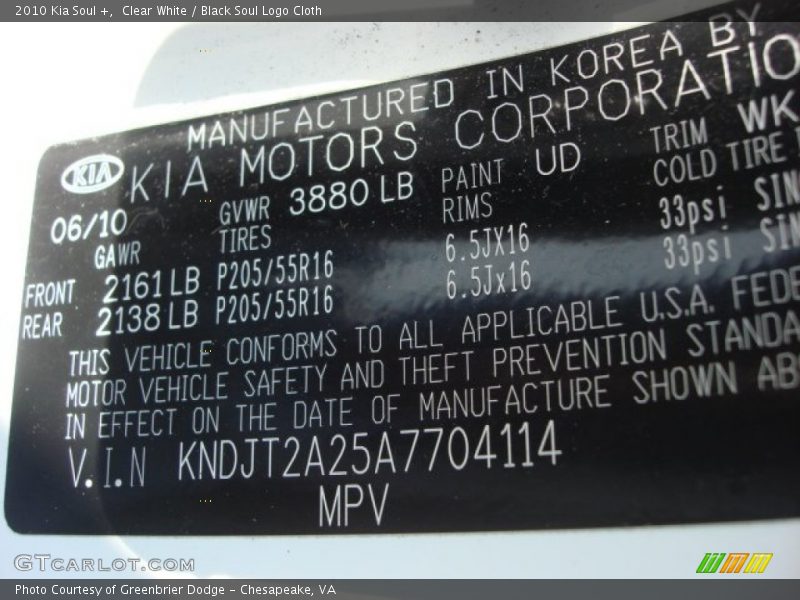 2010 Kia Soul +, Clear White / Black Soul Logo Cloth
MANUFACTURED IN KOREA BY
KIA KIA MOTORS CORPORATIO
06/10 GVWR 3880 LB PAINT UD TRIM WK
GAWR TIRES RIMS COLD TIRE
FRONT 2161 LB P205/55R16 6.5JX16 33psi SIN
REAR 2138 LB P205/55R16 6.5Jx16 33psi SIN
THIS VEHICLE CONFORMS TO ALL APPLICABLE U.S.A. FEDE
MOTOR VEHICLE SAFETY AND THEFT PREVENTION STANDA
IN EFFECT ON THE DATE OF MANUFACTURE SHOWN AB
V.I.N KNDJT2A25A7704114
MPV
GTCARLOT.COM
Photo Courtesy of Greenbrier Dodge - Chesapeake, VA